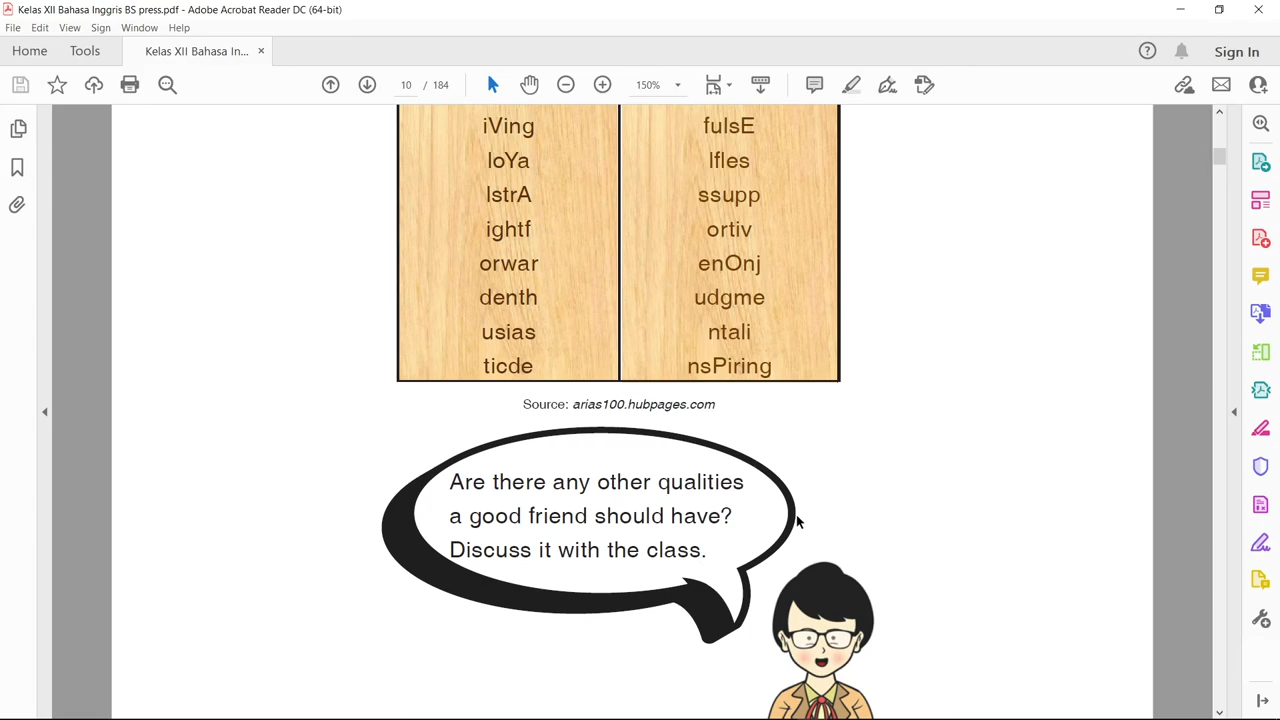 Kelas XII Bahasa Inggris BS press.pdf - Adobe Acrobat Reader DC (64-bit)
File Edit View Sign Window Help
Home Tools Kelas XII Bahasa In... × Sign In
10 / 184 150%
iVing
loYa
lstrA
ightf
orwar
denth
usias
ticde
fulsE
lfles
ssupp
ortiv
enOnj
udgme
ntali
nsPiring
Source: arias100.hubpages.com
Are there any other qualities
a good friend should have?
Discuss it with the class.